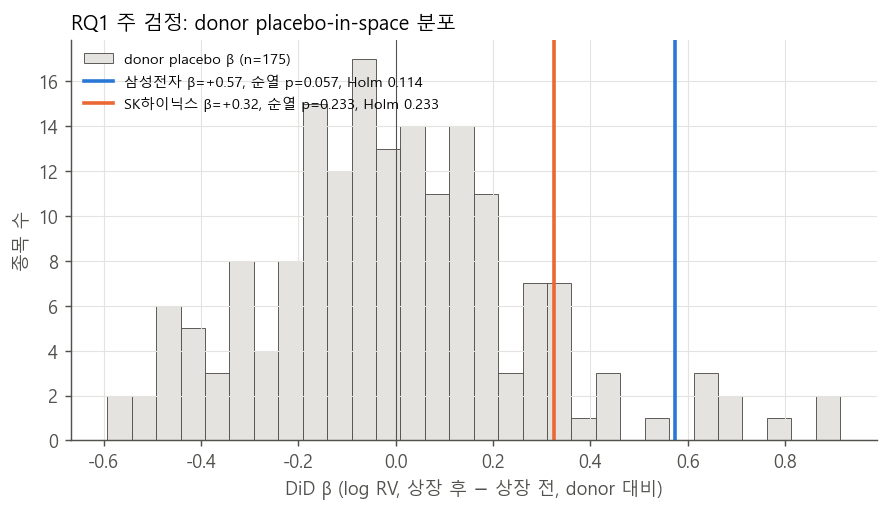 RQ1 주 검정: donor placebo-in-space 분포
donor placebo β (n=175)
삼성전자 β=+0.57, 순열 p=0.057, Holm 0.114
SK하이닉스 β=+0.32, 순열 p=0.233, Holm 0.233
종목 수
16
14
12
10
8
6
4
2
0
-0.6 -0.4 -0.2 0.0 0.2 0.4 0.6 0.8
DiD β (log RV, 상장 후 − 상장 전, donor 대비)